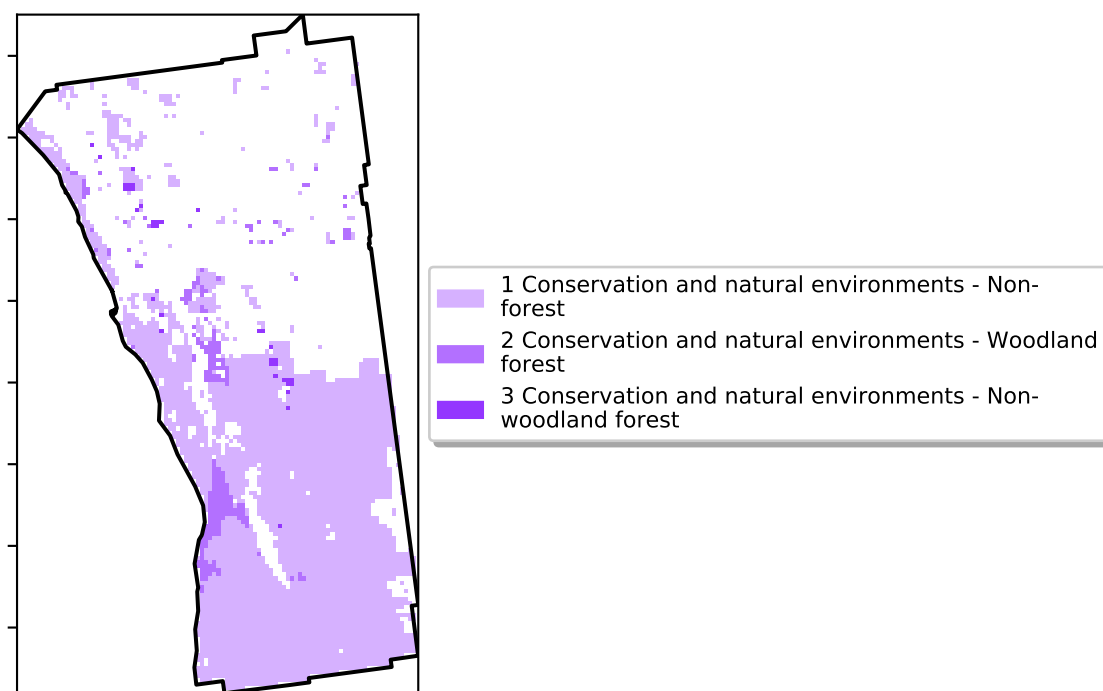 1 Conservation and natural environments - Non-
forest
2 Conservation and natural environments - Woodland
forest
3 Conservation and natural environments - Non-
woodland forest